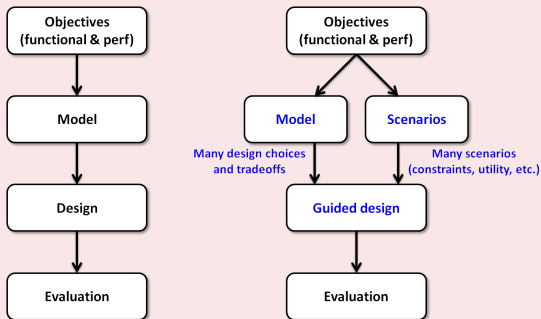 Objectives
(functional & perf)
Model
Design
Evaluation
Objectives
(functional & perf)
Model
Scenarios
Many design choices
and tradeoffs
Many scenarios
(constraints, utility, etc.)
Guided design
Evaluation